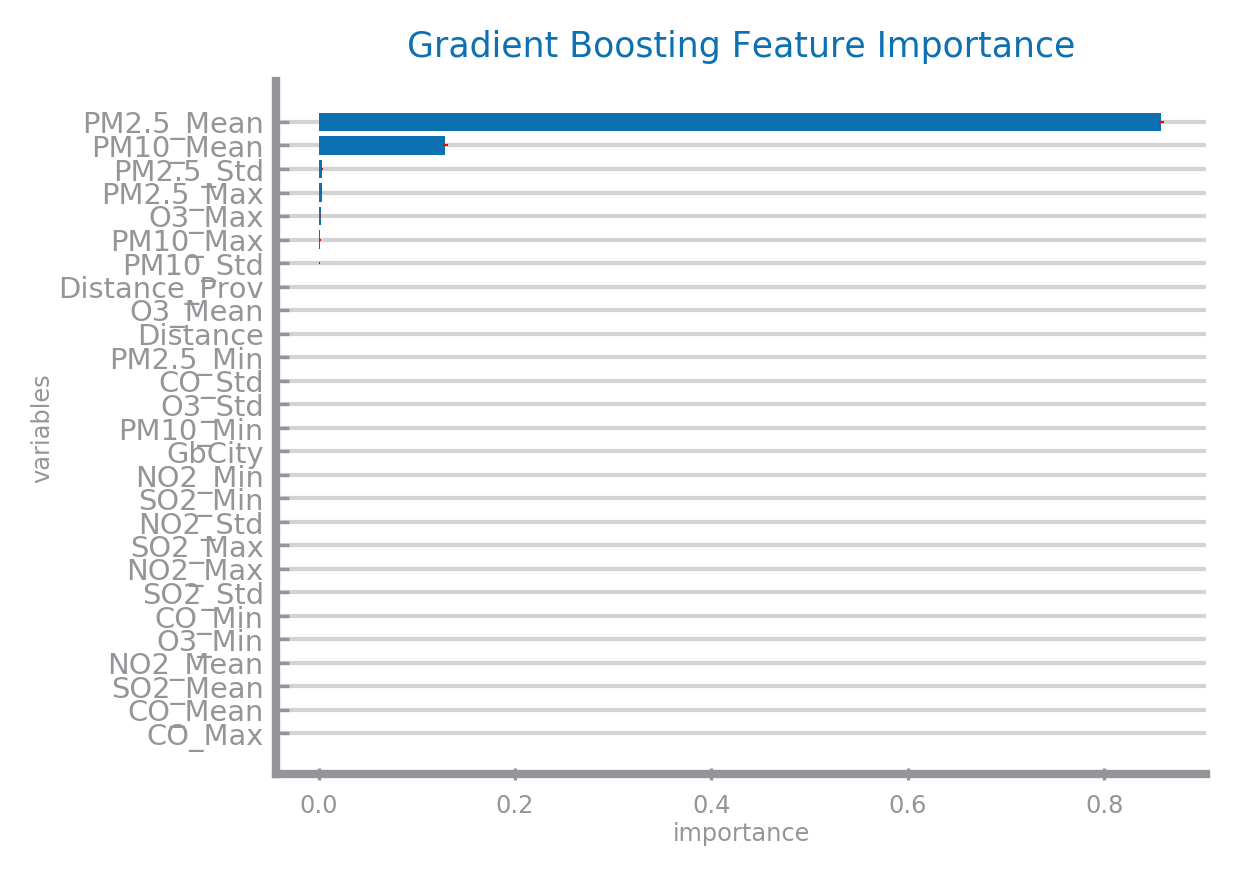 Gradient Boosting Feature Importance
PM2.5_Mean
PM10_Mean
PM2.5_Std
PM2.5_Max
O3_Max
PM10_Max
PM10_Std
Distance_Prov
O3_Mean
Distance
PM2.5_Min
CO_Std
O3_Std
PM10_Min
GbCity
NO2_Min
SO2_Min
NO2_Std
SO2_Max
NO2_Max
SO2_Std
CO_Min
O3_Min
NO2_Mean
SO2_Mean
CO_Mean
CO_Max
variables
0.0 0.2 0.4 0.6 0.8
importance